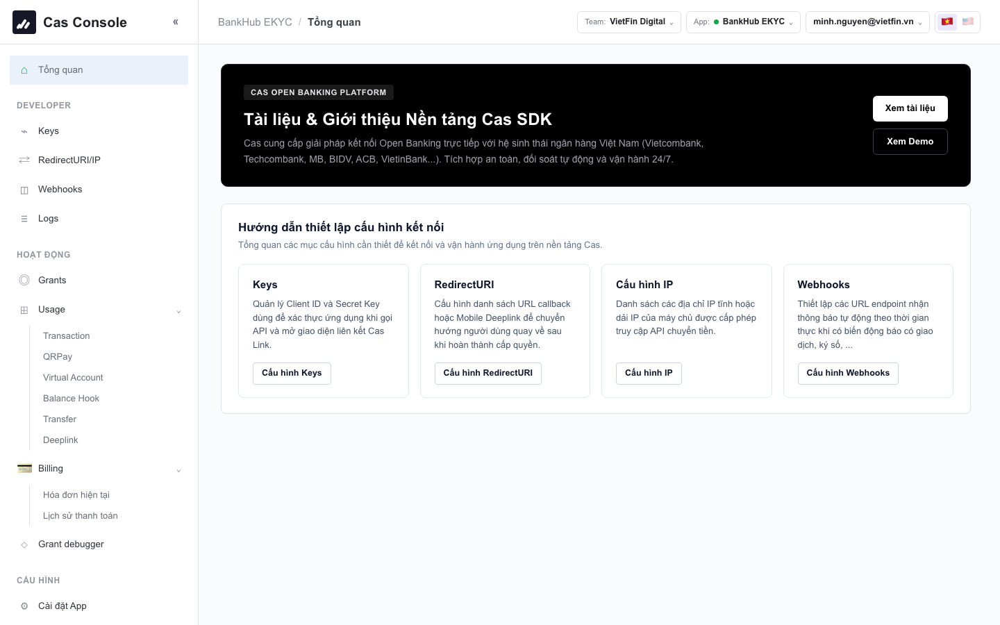 Cas Console
«
BankHub EKYC / Tổng quan
Team: VietFin Digital
App: BankHub EKYC
minh.nguyen@vietfin.vn
Tổng quan
DEVELOPER
Keys
RedirectURI/IP
Webhooks
Logs
HOẠT ĐỘNG
Grants
Usage
Transaction
QRPay
Virtual Account
Balance Hook
Transfer
Deeplink
Billing
Hóa đơn hiện tại
Lịch sử thanh toán
Grant debugger
CẤU HÌNH
Cài đặt App
CAS OPEN BANKING PLATFORM
Tài liệu & Giới thiệu Nền tảng Cas SDK
Cas cung cấp giải pháp kết nối Open Banking trực tiếp với hệ sinh thái ngân hàng Việt Nam (Vietcombank,
Techcombank, MB, BIDV, ACB, VietinBank...). Tích hợp an toàn, đối soát tự động và vận hành 24/7.
Xem tài liệu
Xem Demo
Hướng dẫn thiết lập cấu hình kết nối
Tổng quan các mục cấu hình cần thiết để kết nối và vận hành ứng dụng trên nền tảng Cas.
Keys
Quản lý Client ID và Secret Key
dùng để xác thực ứng dụng khi gọi
API và mở giao diện liên kết Cas
Link.
Cấu hình Keys
RedirectURI
Cấu hình danh sách URL callback
hoặc Mobile Deeplink để chuyển
hướng người dùng quay về sau
khi hoàn thành cấp quyền.
Cấu hình RedirectURI
Cấu hình IP
Danh sách các địa chỉ IP tĩnh hoặc
dải IP của máy chủ được cấp phép
truy cập API chuyển tiền.
Cấu hình IP
Webhooks
Thiết lập các URL endpoint nhận
thông báo tự động theo thời gian
thực khi có biến động báo có giao
dịch, ký số, ...
Cấu hình Webhooks